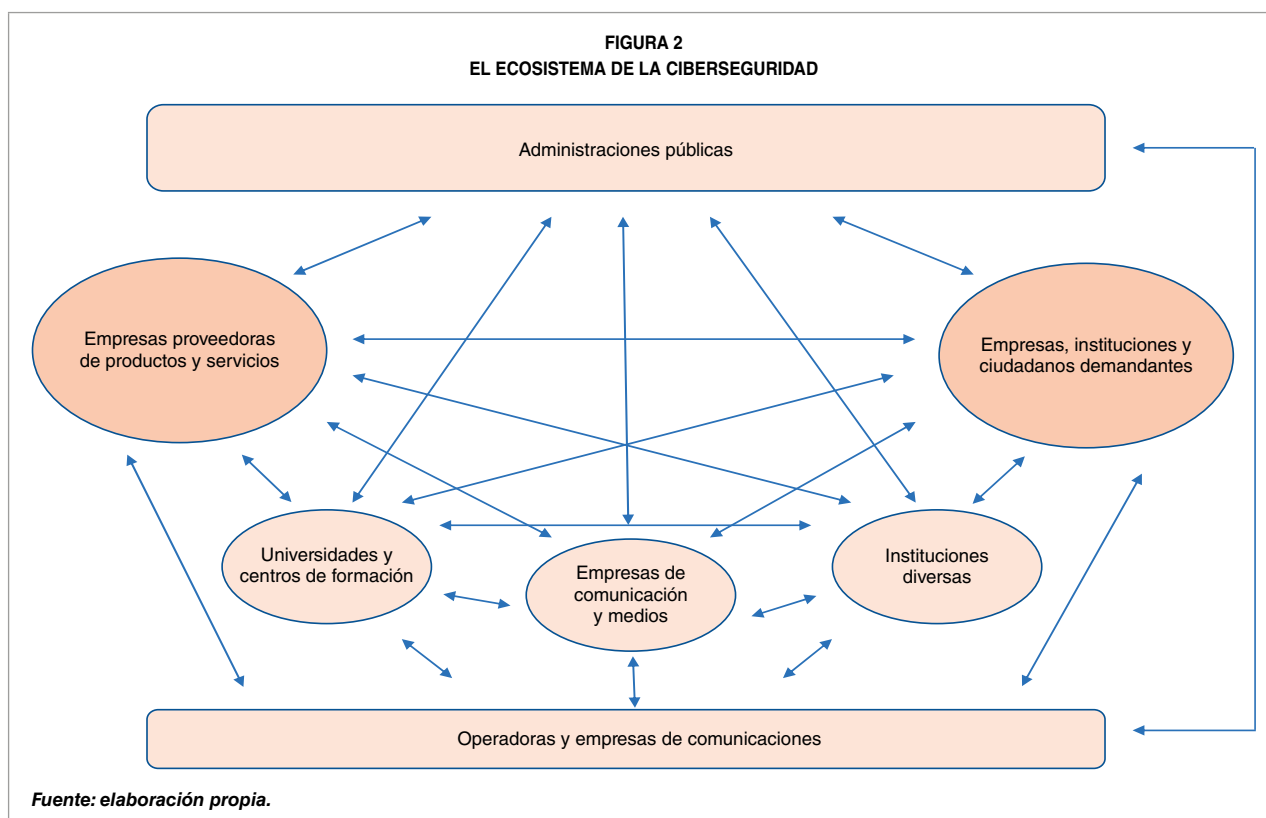 FIGURA 2
EL ECOSISTEMA DE LA CIBERSEGURIDAD
Administraciones públicas
Empresas proveedoras
de productos y servicios
Empresas, instituciones y
ciudadanos demandantes
Universidades y
centros de formación
Empresas de
comunicación
y medios
Instituciones
diversas
Operadoras y empresas de comunicaciones
Fuente: elaboración propia.